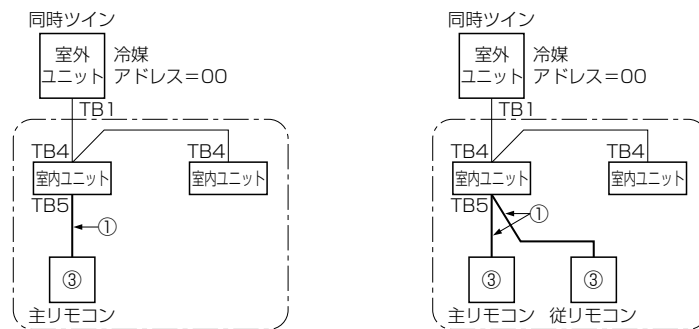 同時ツイン
室外
ユニット
冷媒
アドレス＝00
TB1
TB4
TB4
室内ユニット
室内ユニット
TB5
①
③
主リモコン
同時ツイン
室外
ユニット
冷媒
アドレス＝00
TB1
TB4
TB4
室内ユニット
室内ユニット
TB5
①
③
③
主リモコン
従リモコン